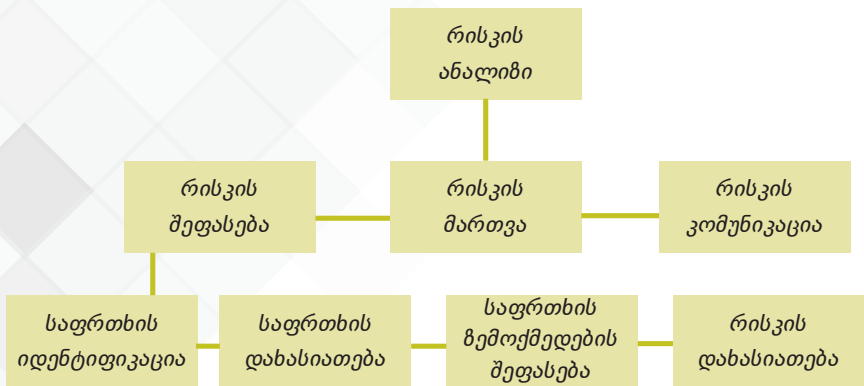 რისკის
ანალიზი
რისკის
შეფასება
რისკის
მართვა
რისკის
კომუნიკაცია
საფრთხის
იდენტიფიკაცია
საფრთხის
დახასიათება
საფრთხის
ზემოქმედების
შეფასება
რისკის
დახასიათება